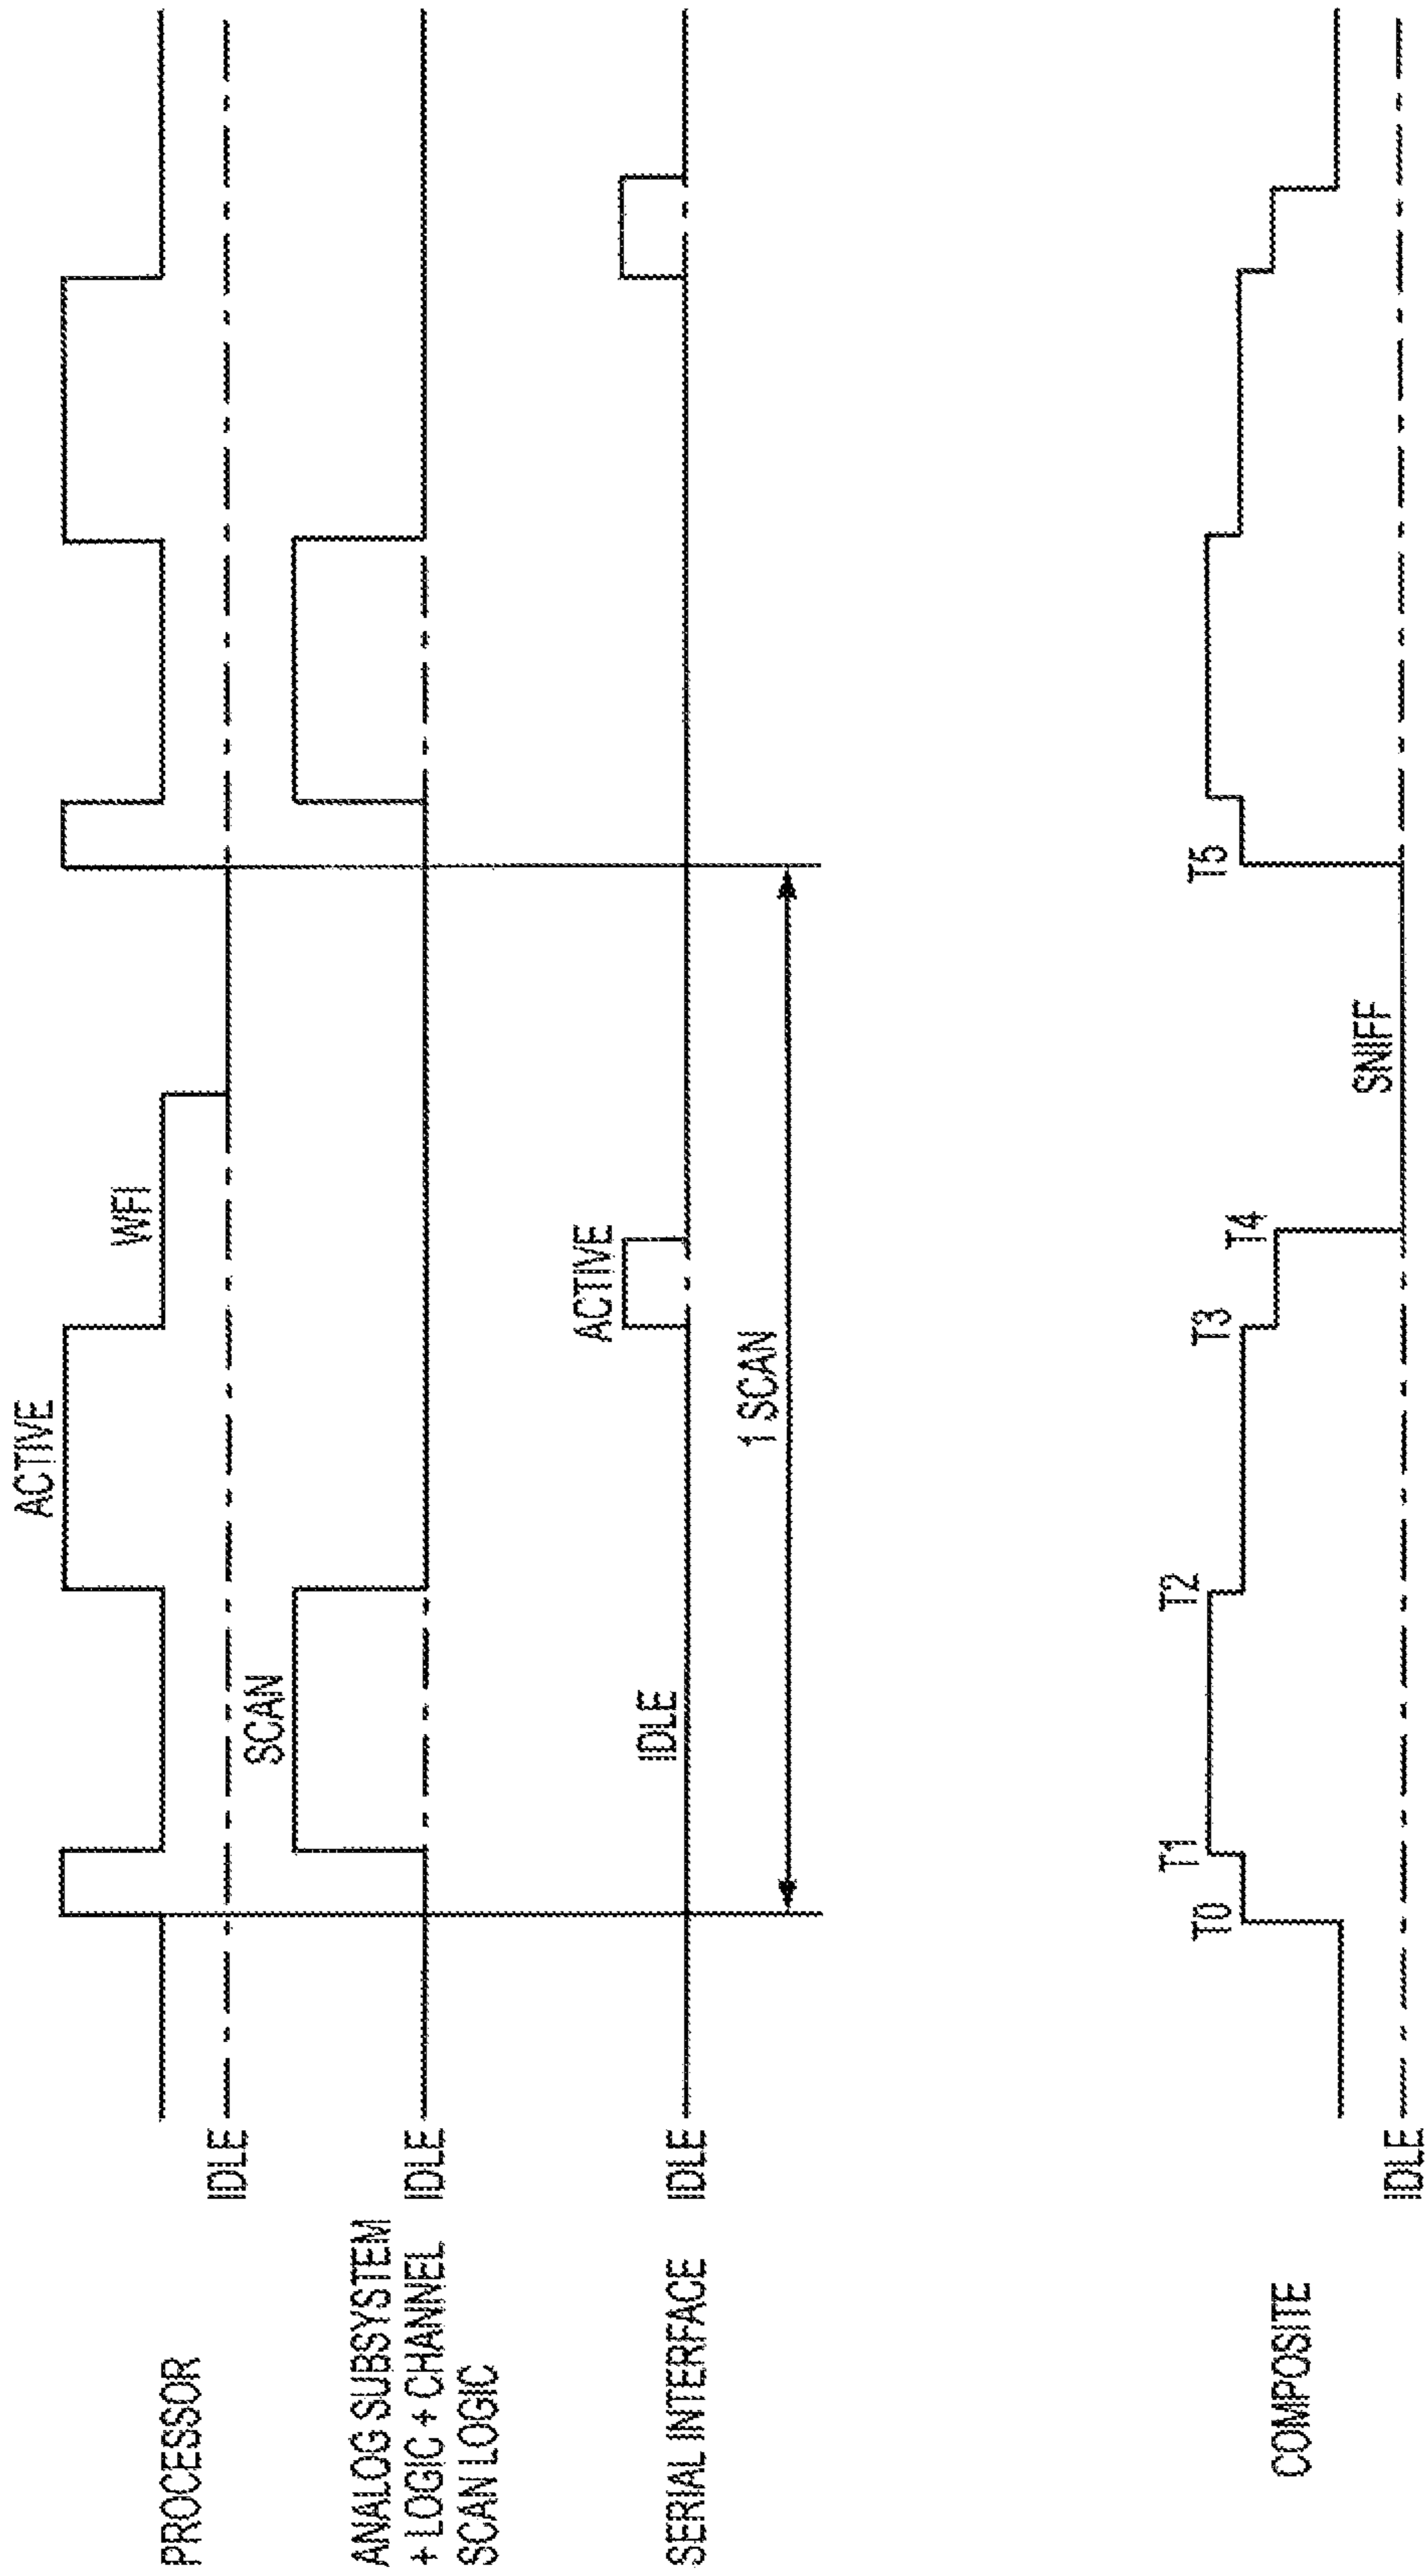 ACTIVE
WFI
PROCESSOR
IDLE
SCAN
ANALOG SUBSYSTEM
+ LOGIC + CHANNEL
SCAN LOGIC
IDLE
ACTIVE
IDLE
SERIAL INTERFACE
IDLE
1 SCAN
T0
T1
T2
T3
T4
T5
COMPOSITE
SNIFF
IDLE